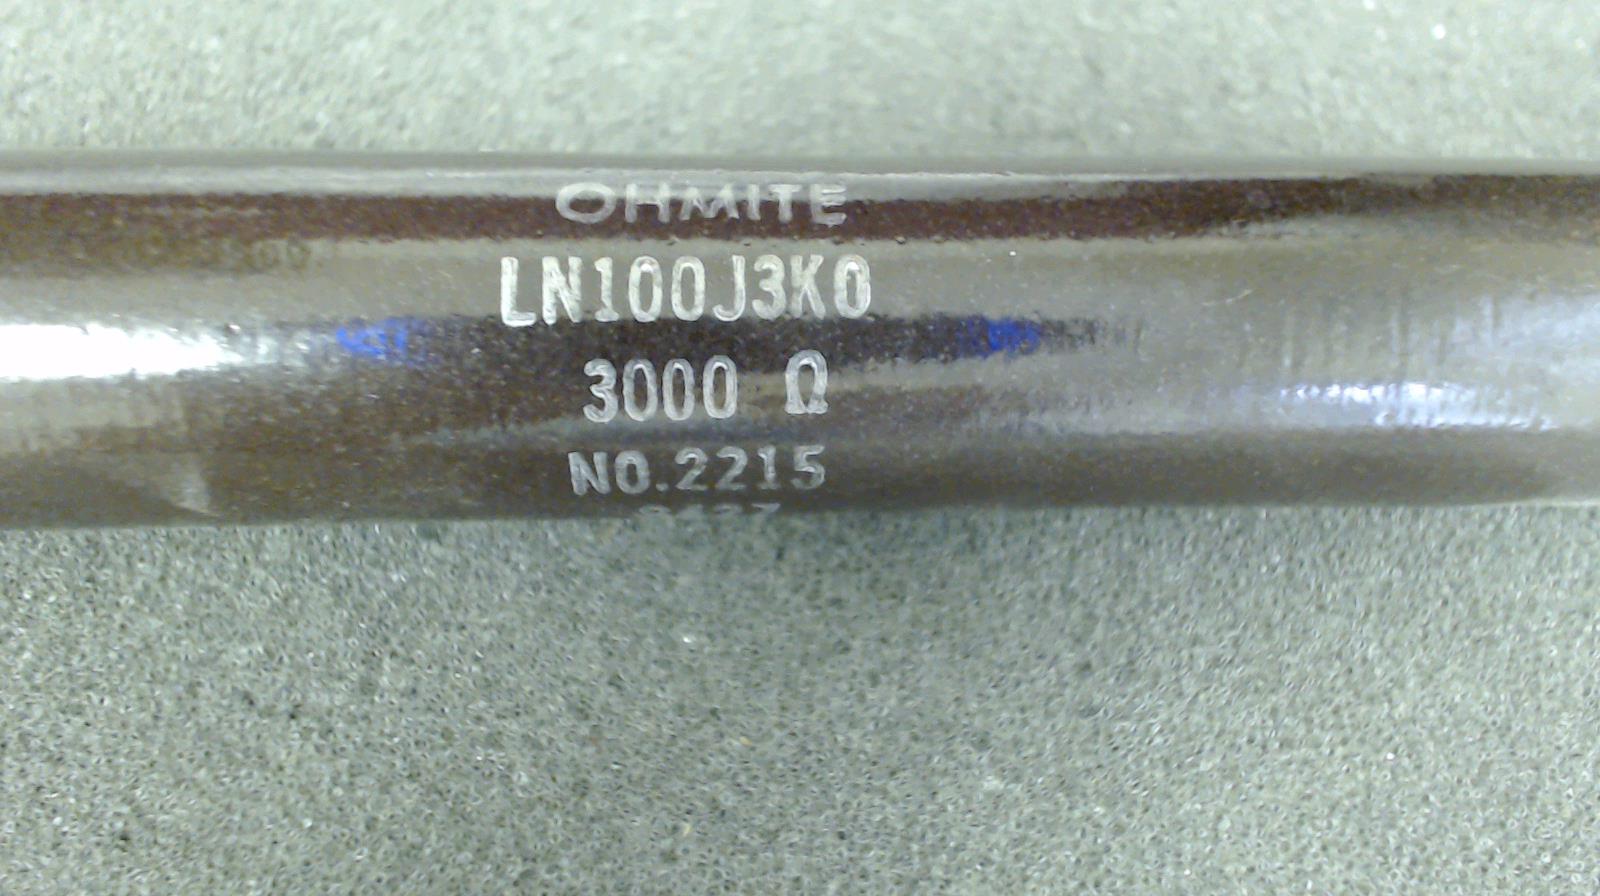 OHMITE
LN100J3K0
3000 Ω
NO.2215